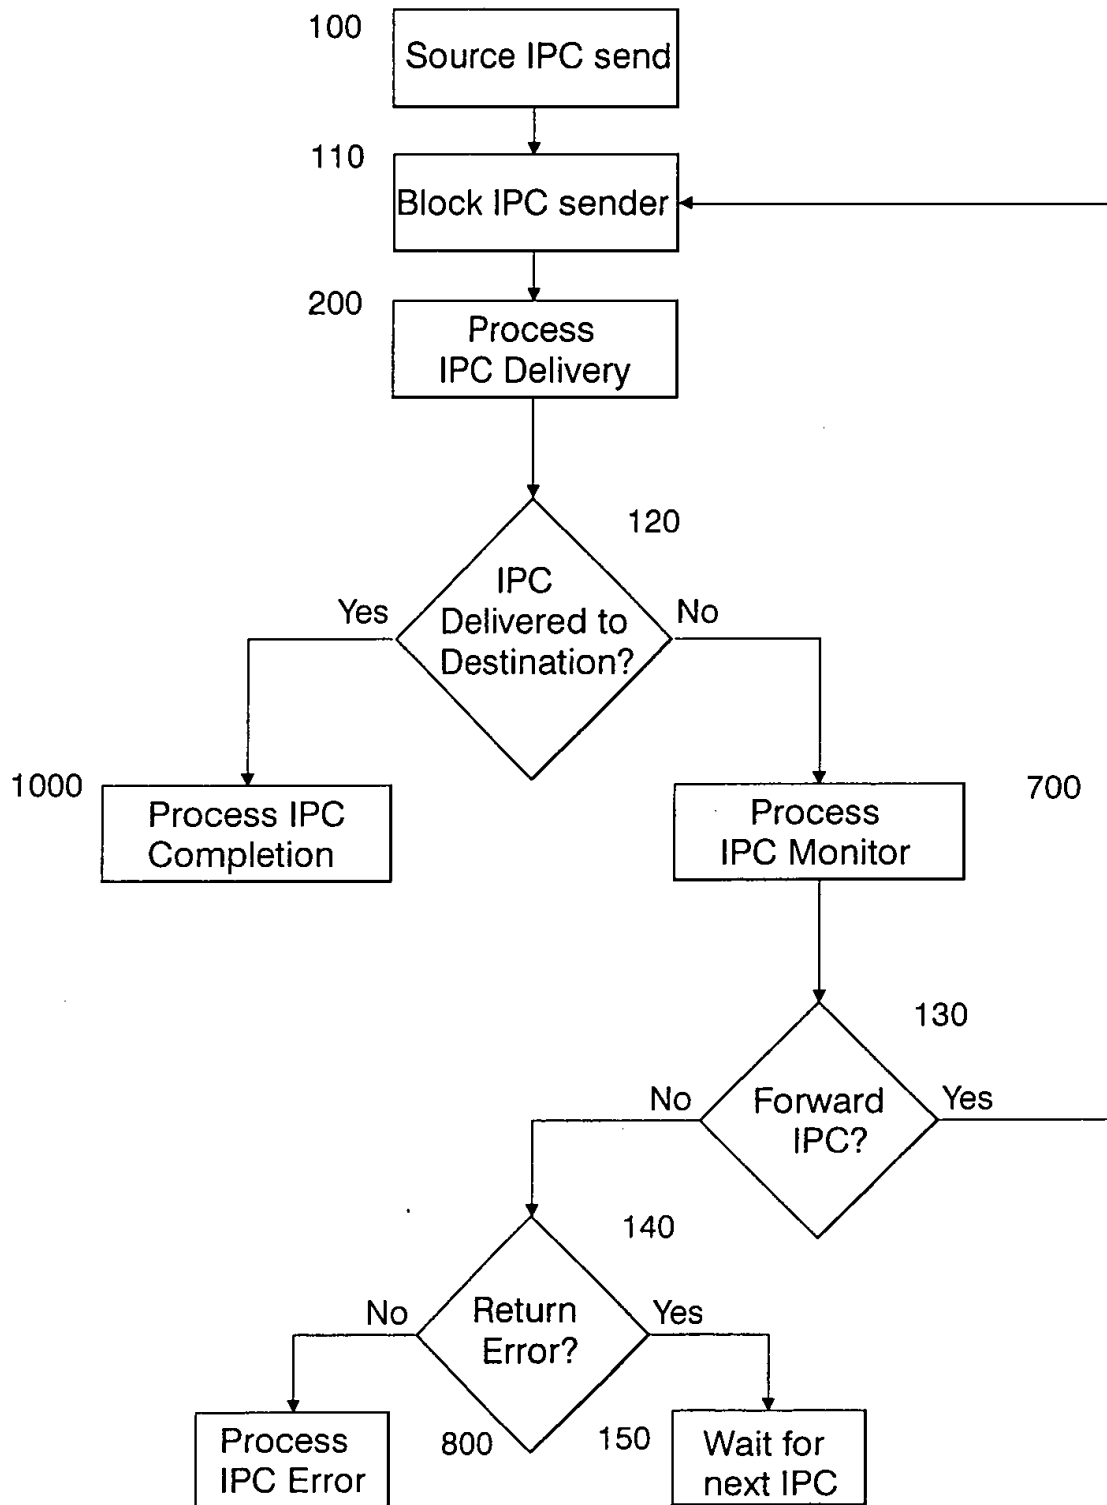 100
Source IPC send
110
Block IPC sender
200
Process
IPC Delivery
120
IPC
Delivered to
Destination?
Yes
No
1000
Process IPC
Completion
700
Process
IPC Monitor
130
Forward
IPC?
No
Yes
140
Return
Error?
No
Yes
800
Process
IPC Error
150
Wait for
next IPC